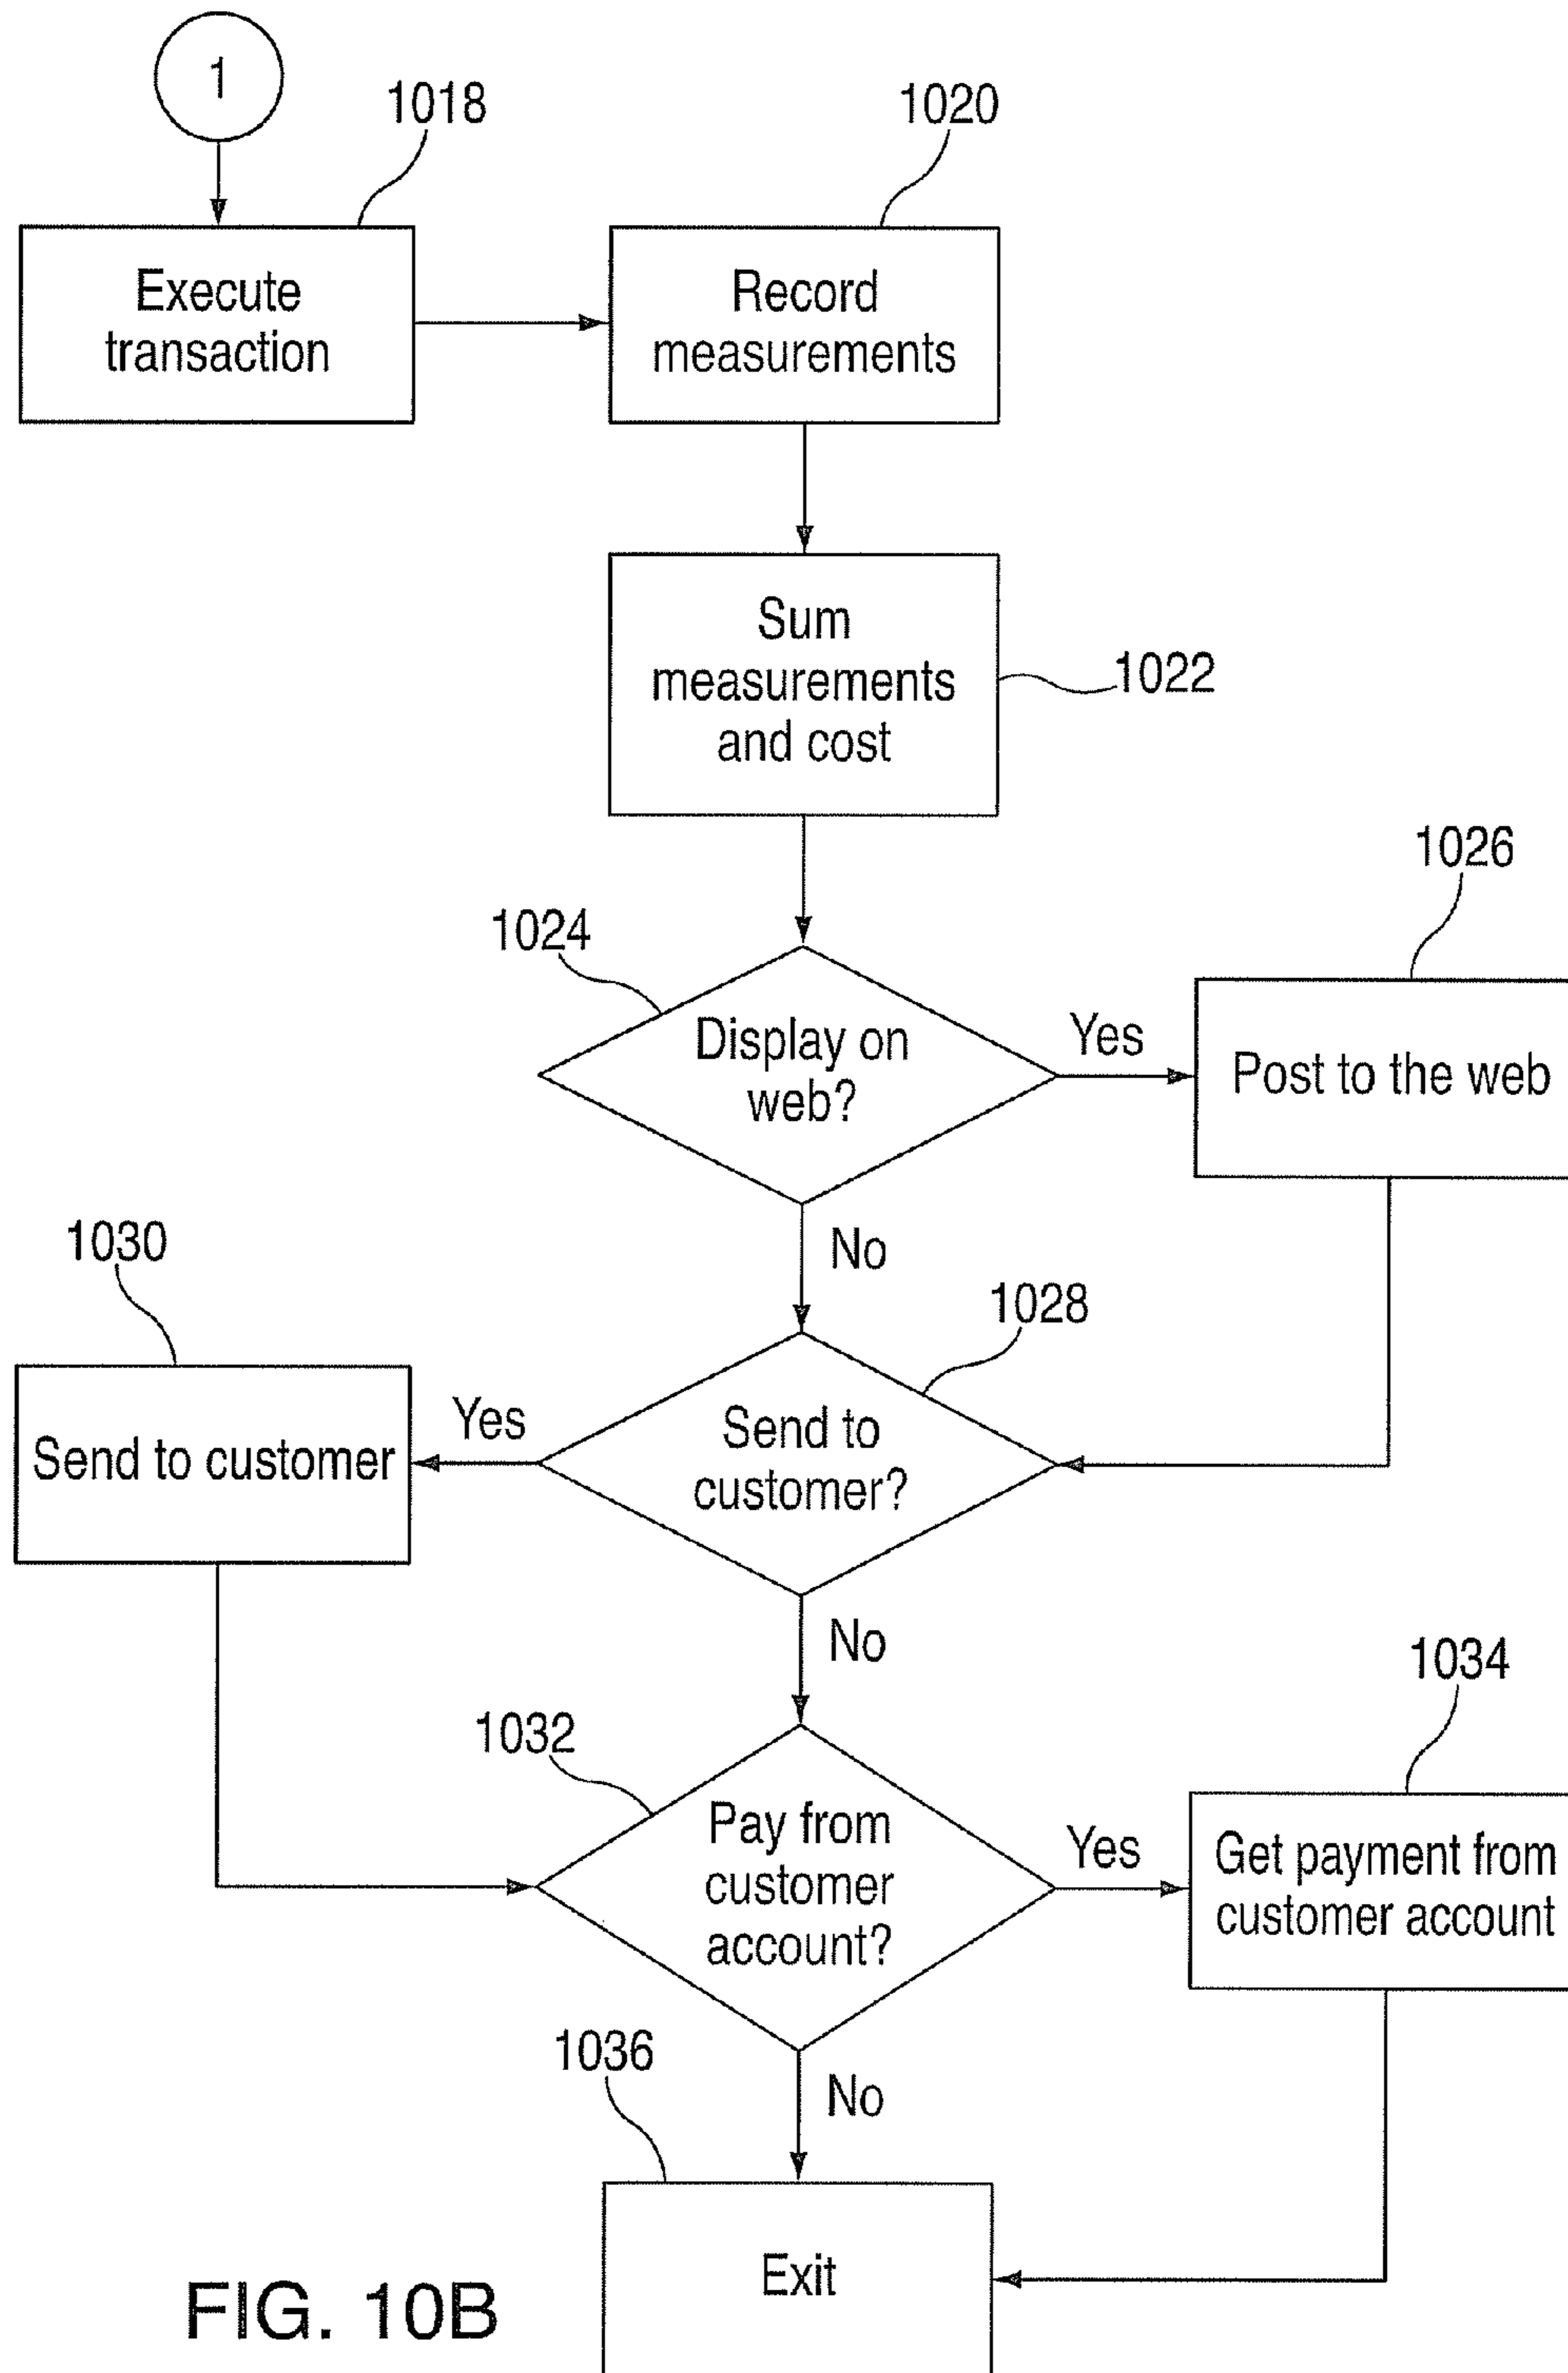 1
1018
1020
Execute
transaction
Record
measurements
Sum
measurements
and cost
1022
1024
1026
Display on
web?
Yes
Post to the web
No
1030
1028
Send to customer
Yes
Send to
customer?
No
1032
1034
Pay from
customer
account?
Yes
Get payment from
customer account
1036
No
Exit
FIG. 10B